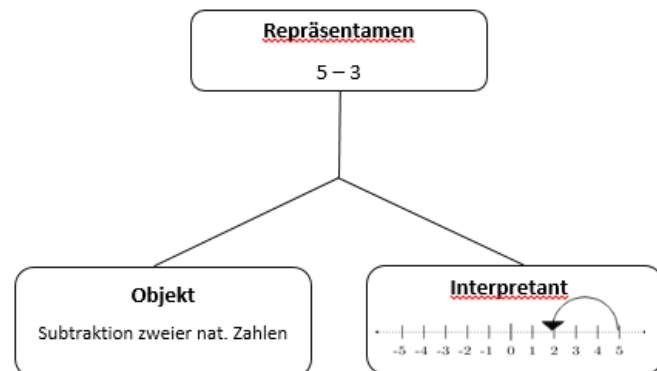 Repräsentamen
5 – 3
Objekt
Subtraktion zweier nat. Zahlen
Interpretant
-5 -4 -3 -2 -1 0 1 2 3 4 5